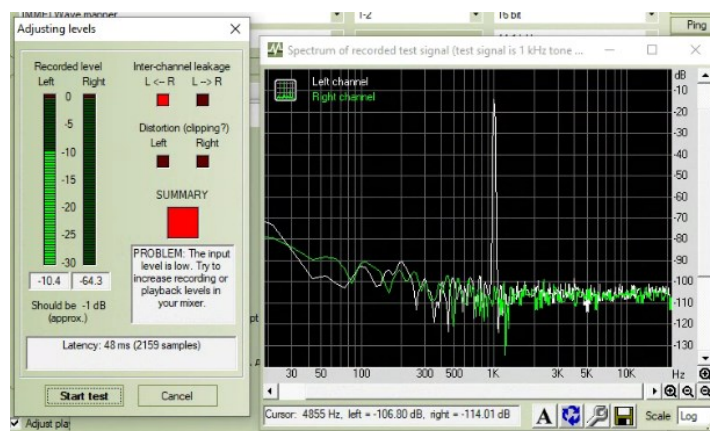 IMMEI Wave manner
1-2
16 bit
Ping
Adjusting levels
Recorded level
Left Right
0
-5
-10
-15
-20
-25
-30
-10.4 -64.3
Should be -1 dB
(approx.)
Inter-channel leakage
L <-- R L --> R
Distortion (clipping?)
Left Right
SUMMARY
PROBLEM: The input
level is low. Try to
increase recording or
playback levels in
your mixer.
Latency: 48 ms (2159 samples)
Start test Cancel
Adjust pla
Spectrum of recorded test signal (test signal is 1 kHz tone ...
Left channel
Right channel
dB
-10
-20
-30
-40
-50
-60
-70
-80
-90
-100
-110
-120
-130
30 50 100 300 500 1K 3K 5K 10K Hz
Cursor: 4855 Hz, left = -106.80 dB, right = -114.01 dB
A
Scale Log